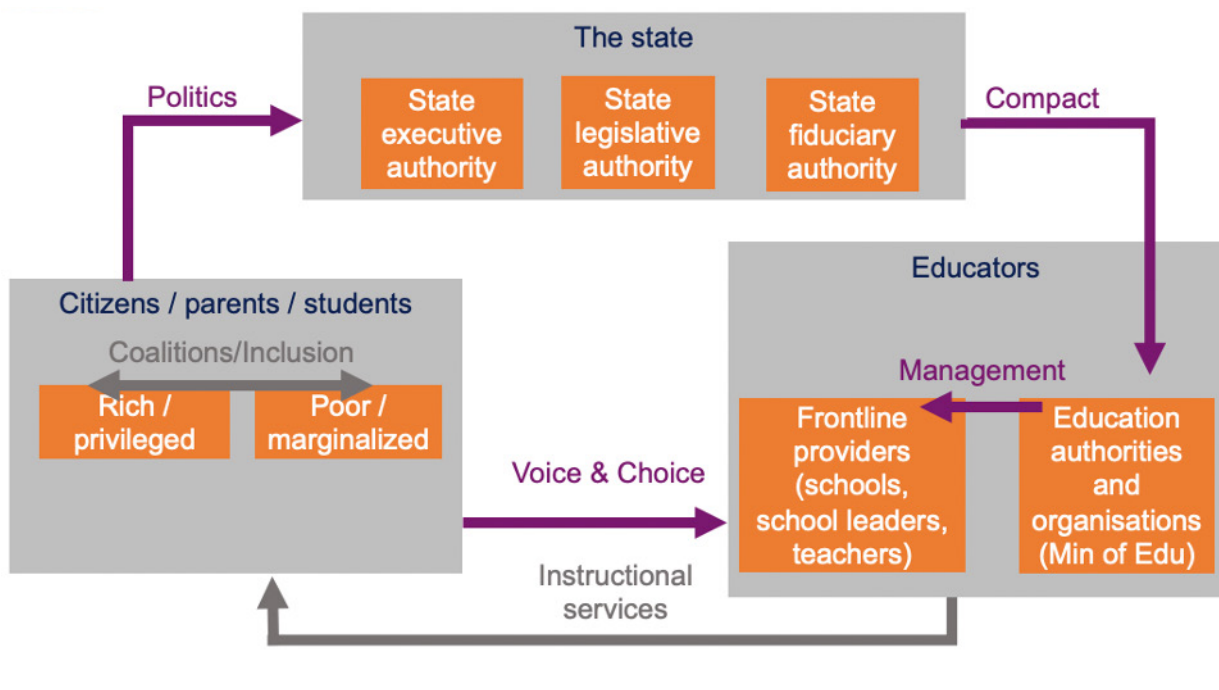 The state
Politics
State
executive
authority
State
legislative
authority
State
fiduciary
authority
Compact
Citizens / parents / students
Coalitions/Inclusion
Rich /
privileged
Poor /
marginalized
Voice & Choice
Educators
Management
Frontline
providers
(schools,
school leaders,
teachers)
Education
authorities
and
organisations
(Min of Edu)
Instructional
services